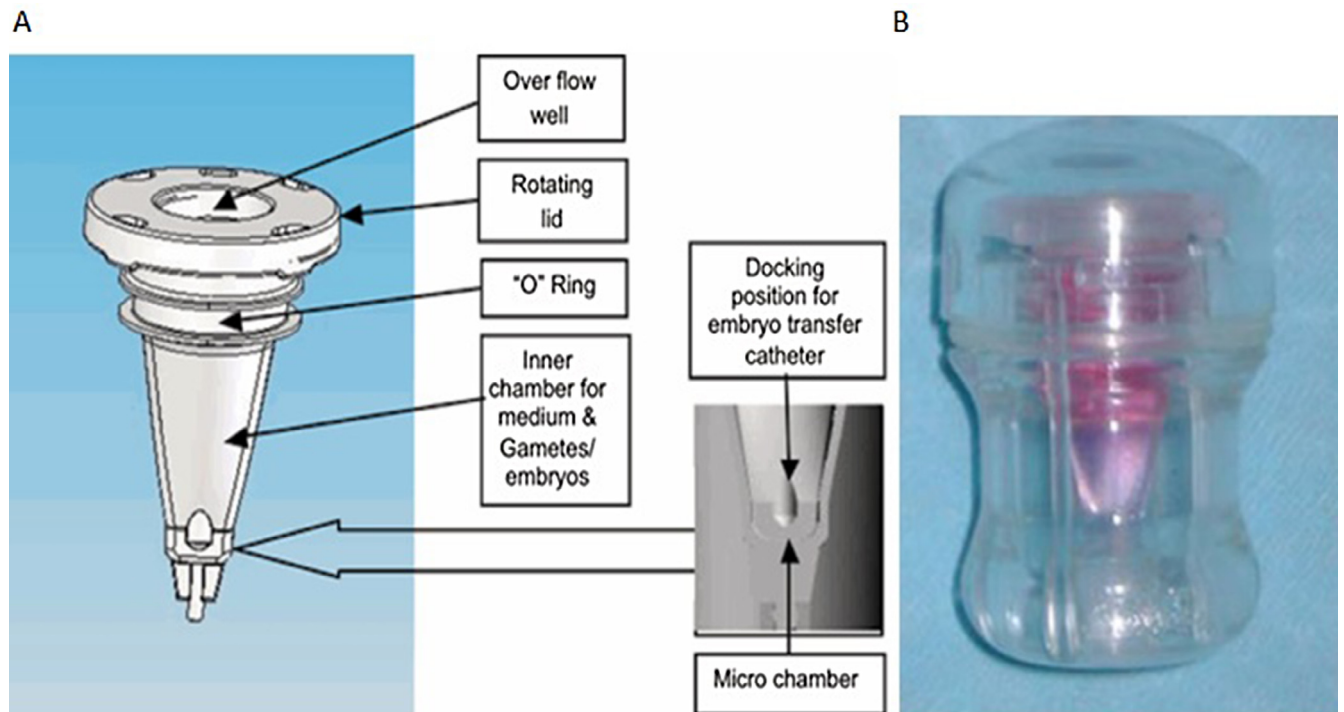 A
B
Over flow
well
Rotating
lid
"O" Ring
Inner
chamber for
medium &
Gametes/
embryos
Docking
position for
embryo transfer
catheter
Micro chamber